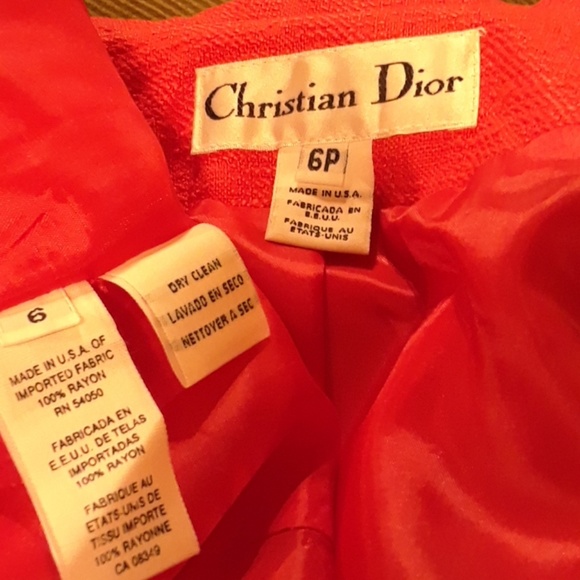 Christian Dior
6P
MADE IN U.S.A.
FABRICADA EN
E.E.U.U.
FABRIQUE AU
ETATS-UNIS
DRY CLEAN
LAVADO EN SECO
NETTOYER A SEC
6
MADE IN U.S.A. OF
IMPORTED FABRIC
100% RAYON
RN 54050
FABRICADA EN
E.E.U.U. DE TELAS
IMPORTADAS
100% RAYON
FABRIQUE AU
ETATS-UNIS DE
TISSU IMPORTE
100% RAYONNE
CA 08349